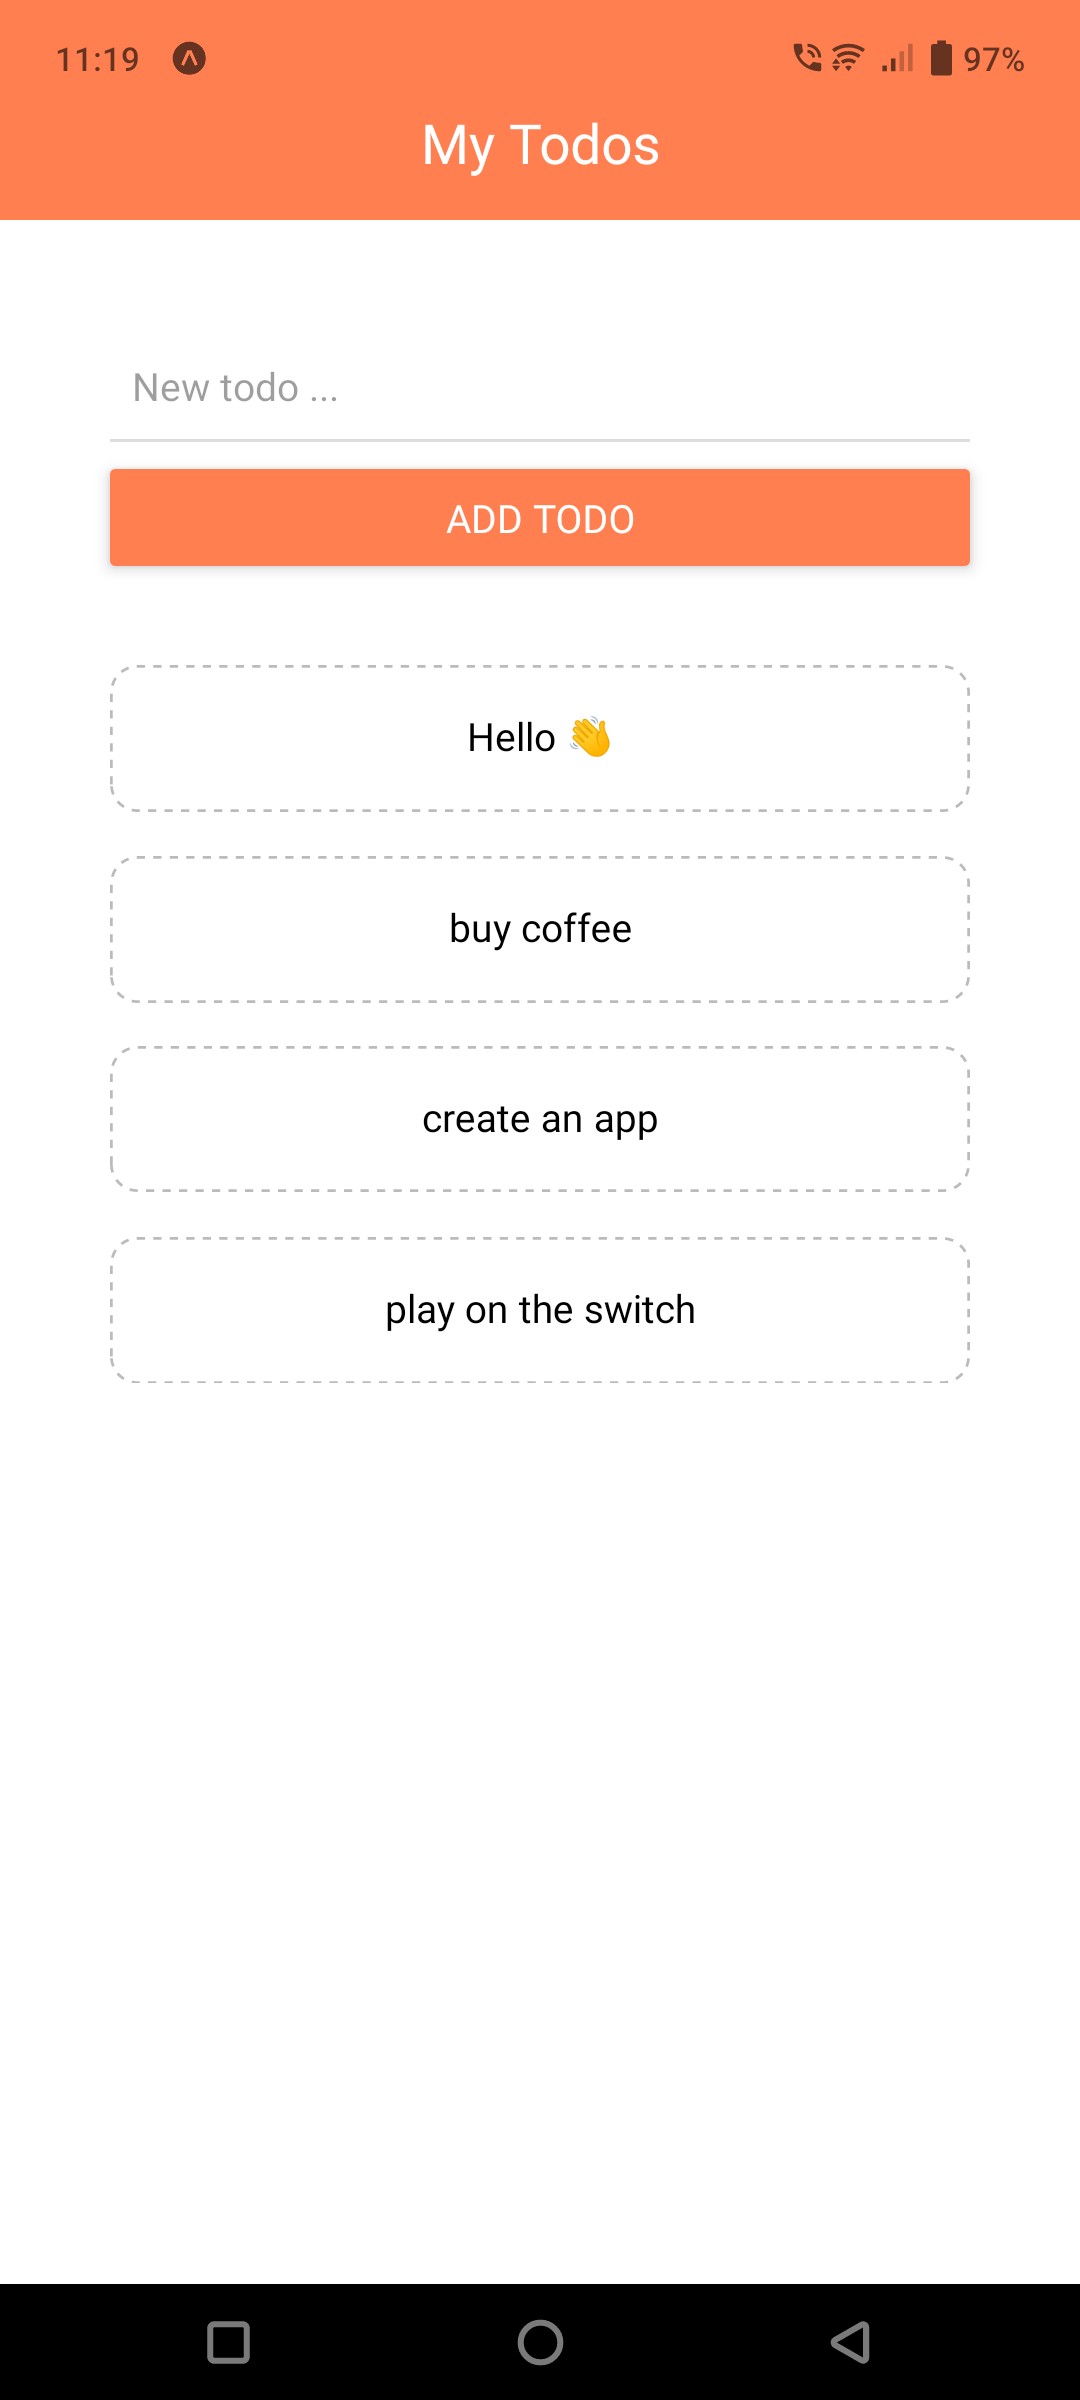 11:19 97%
My Todos
New todo ...
ADD TODO
Hello 👋
buy coffee
create an app
play on the switch